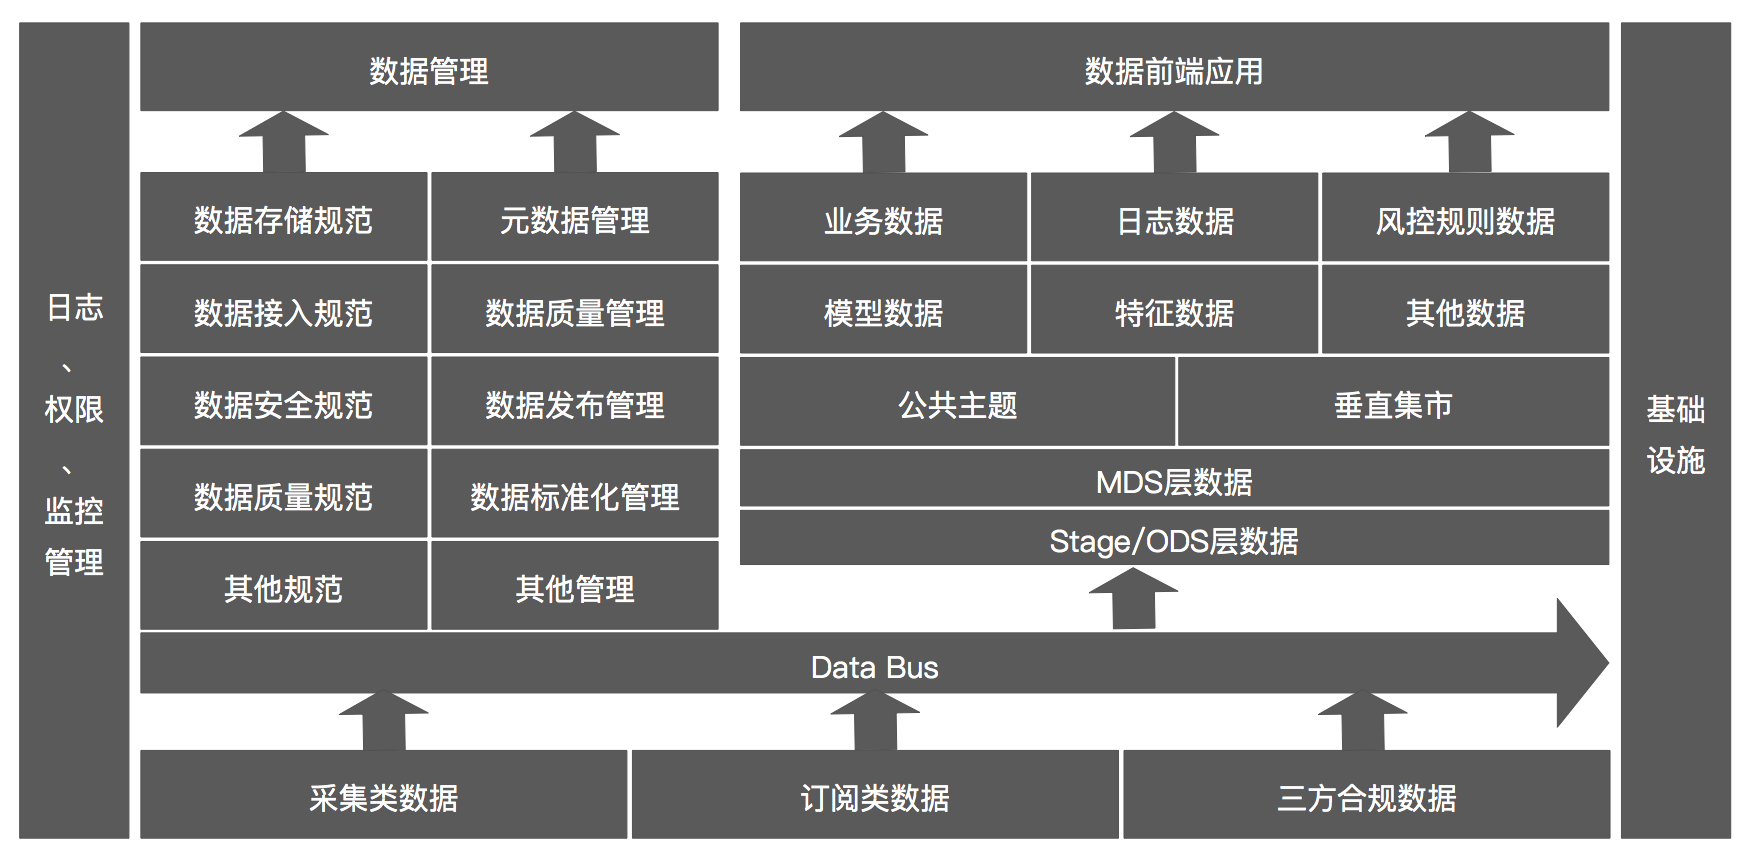 日志
、
权限
、
监控
管理
数据管理
数据存储规范
元数据管理
数据接入规范
数据质量管理
数据安全规范
数据发布管理
数据质量规范
数据标准化管理
其他规范
其他管理
数据前端应用
业务数据
日志数据
风控规则数据
模型数据
特征数据
其他数据
公共主题
垂直集市
MDS层数据
Stage/ODS层数据
Data Bus
采集类数据
订阅类数据
三方合规数据
基础
设施